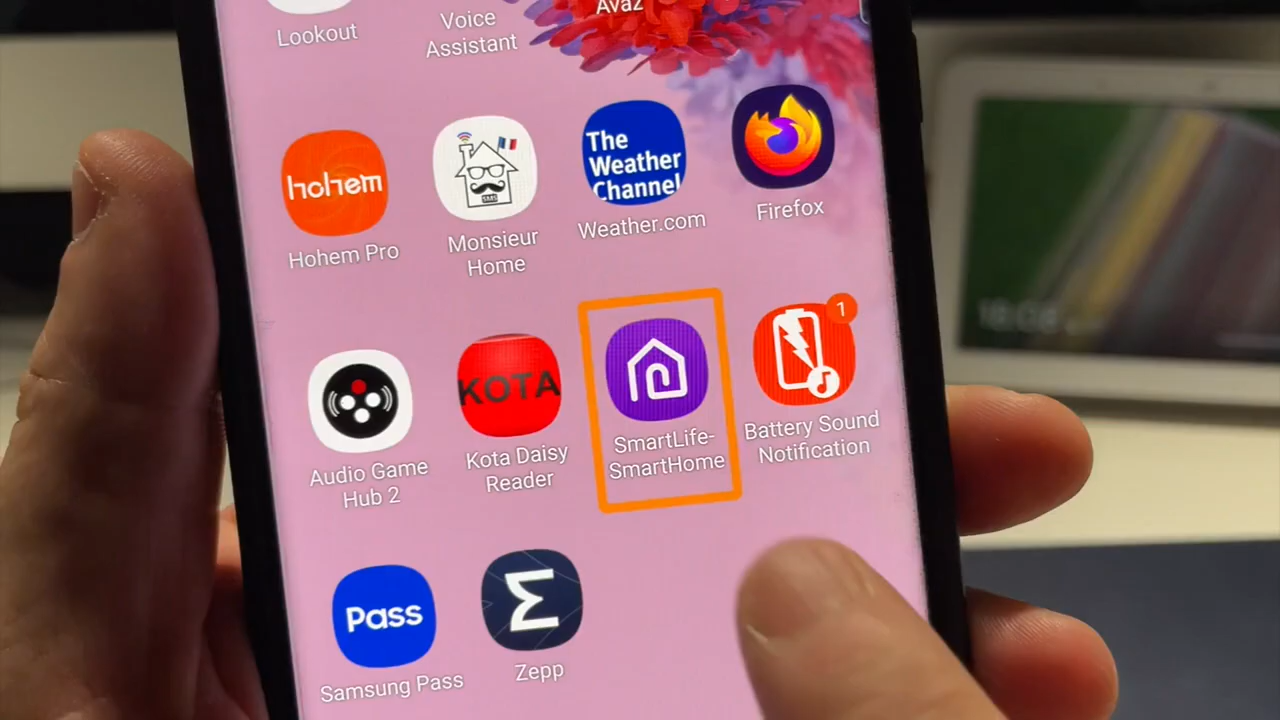 Lookout
Voice
Assistant
Avaz
hohem
Hohem Pro
SMS
Monsieur
Home
The
Weather
Channel
Weather.com
Firefox
Audio Game
Hub 2
KOTA
Kota Daisy
Reader
SmartLife-
SmartHome
1
Battery Sound
Notification
Pass
Samsung Pass
Zepp